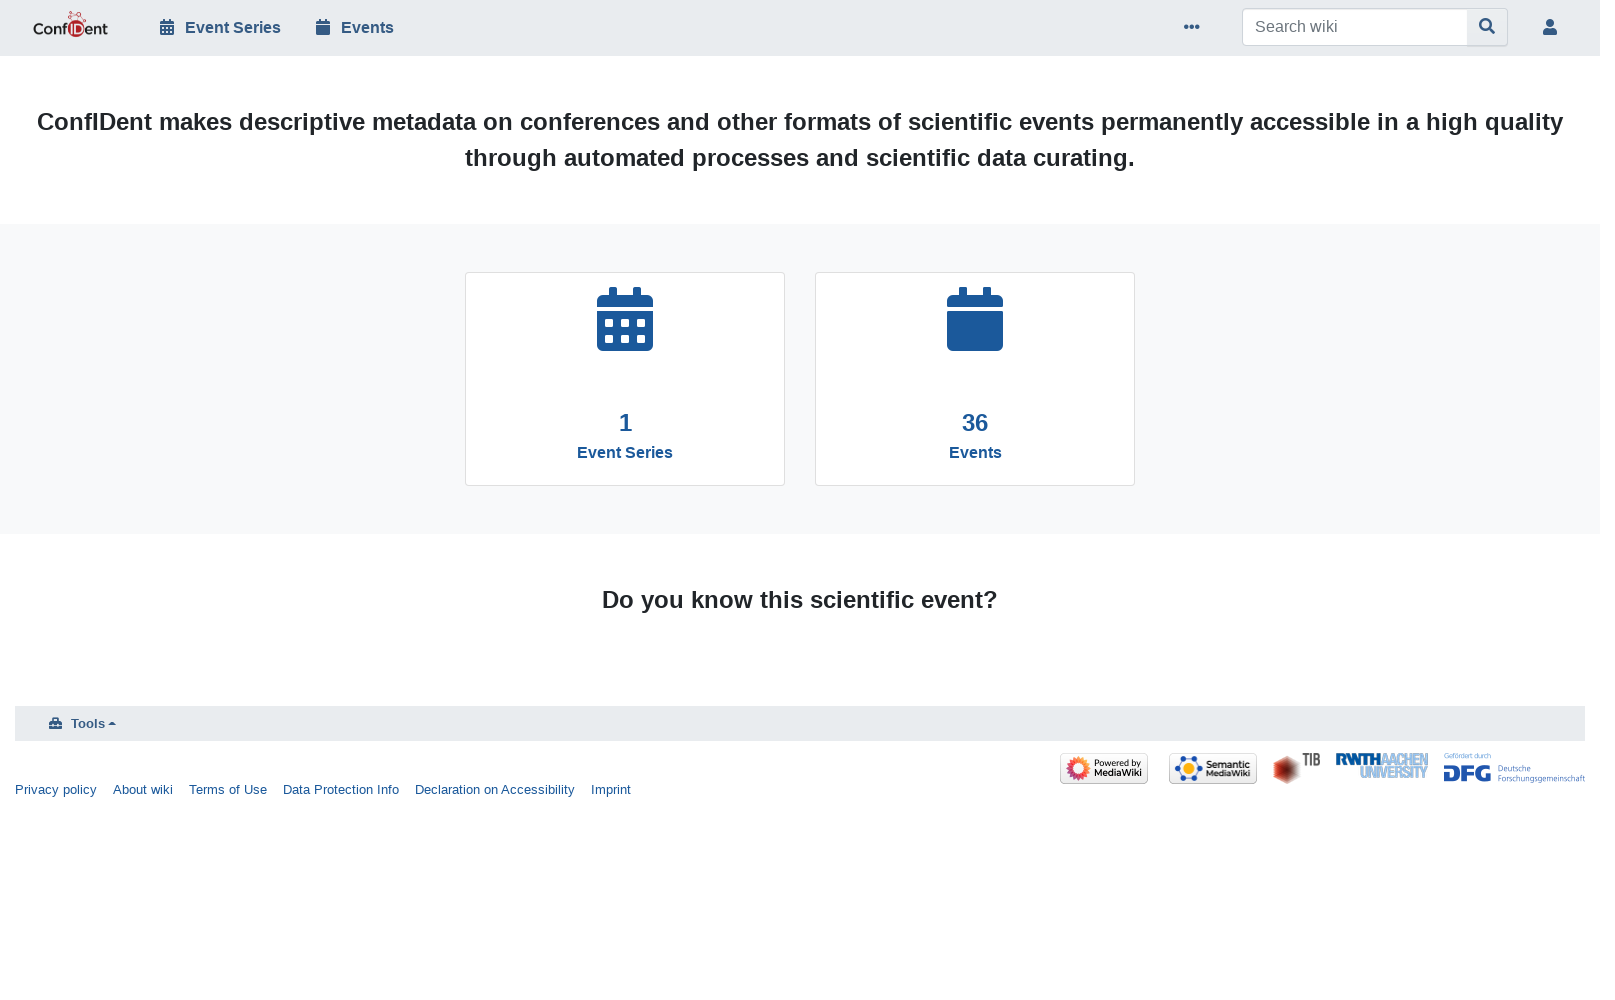 ConfIDent
Event Series
Events
Search wiki
ConfIDent makes descriptive metadata on conferences and other formats of scientific events permanently accessible in a high quality
through automated processes and scientific data curating.
1
Event Series
36
Events
Do you know this scientific event?
Tools
Powered by
MediaWiki
Semantic
MediaWiki
TIB
RWTHAACHEN
UNIVERSITY
Gefördert durch
DFG
Deutsche
Forschungsgemeinschaft
Privacy policy About wiki Terms of Use Data Protection Info Declaration on Accessibility Imprint